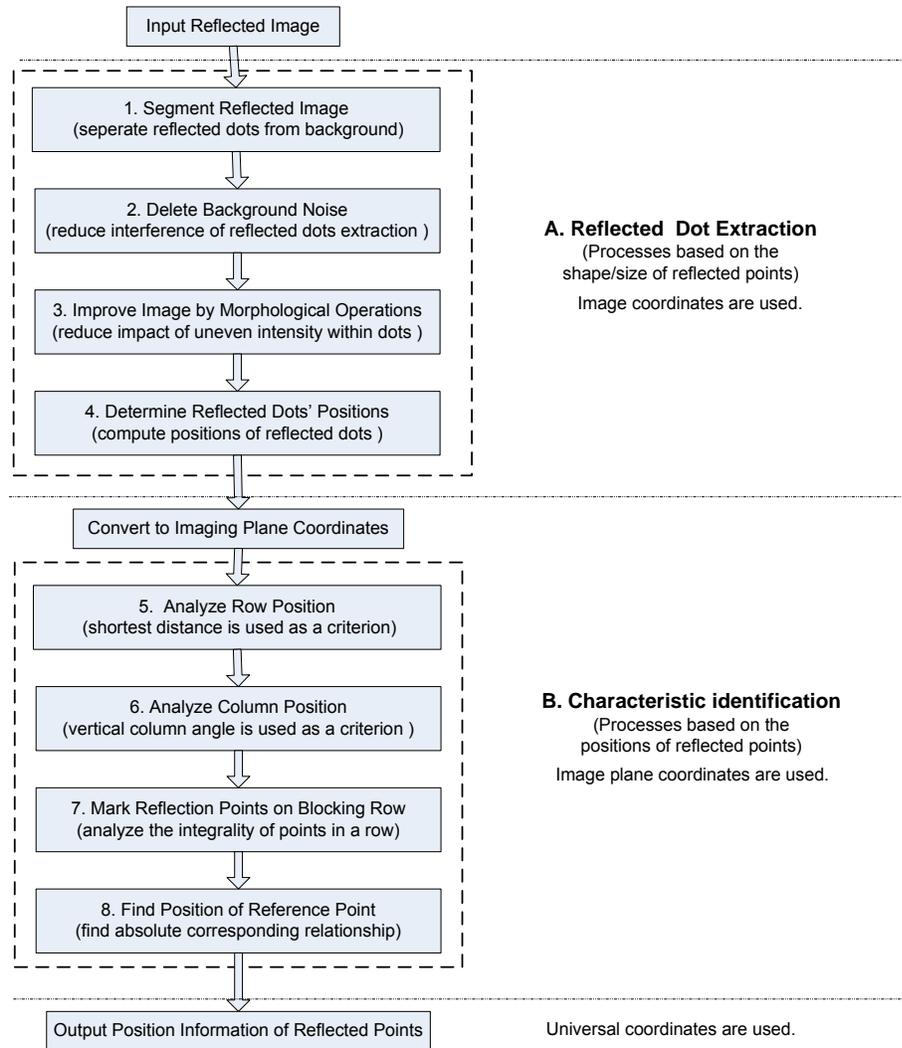 Input Reflected Image
1. Segment Reflected Image
(seperate reflected dots from background)
2. Delete Background Noise
(reduce interference of reflected dots extraction )
3. Improve Image by Morphological Operations
(reduce impact of uneven intensity within dots )
4. Determine Reflected Dots' Positions
(compute positions of reflected dots )
A. Reflected Dot Extraction
(Processes based on the
shape/size of reflected points)
Image coordinates are used.
Convert to Imaging Plane Coordinates
5. Analyze Row Position
(shortest distance is used as a criterion)
6. Analyze Column Position
(vertical column angle is used as a criterion )
7. Mark Reflection Points on Blocking Row
(analyze the integrality of points in a row)
8. Find Position of Reference Point
(find absolute corresponding relationship)
B. Characteristic identification
(Processes based on the
positions of reflected points)
Image plane coordinates are used.
Output Position Information of Reflected Points
Universal coordinates are used.